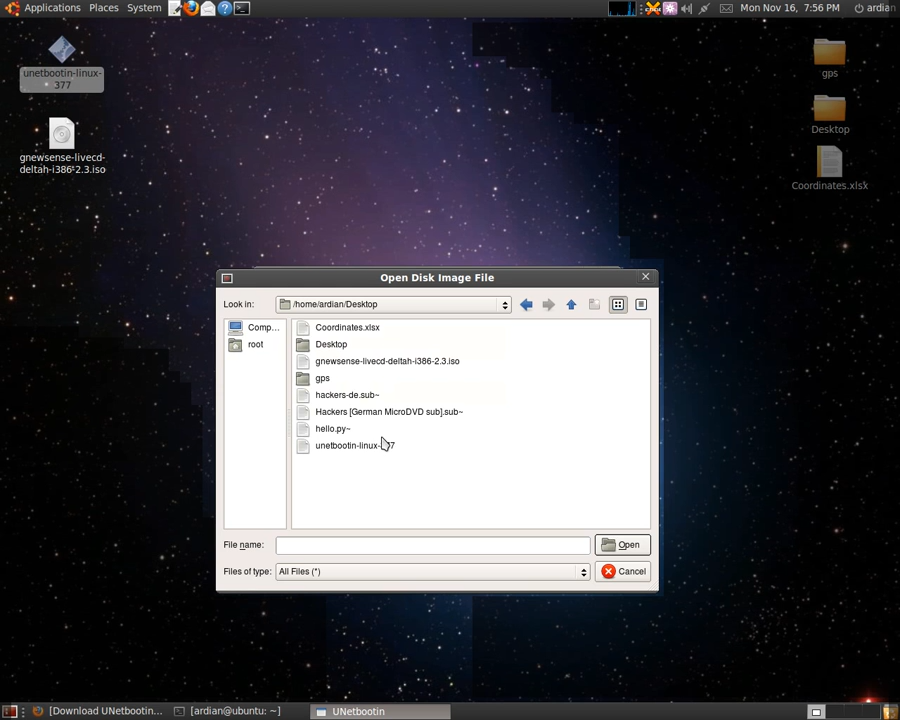 Applications Places System
Mon Nov 16, 7:56 PM ardian
unetbootin-linux-
377
gnewsense-livecd-
deltah-i386-2.3.iso
gps
Desktop
Coordinates.xlsx
Open Disk Image File
Look in: /home/ardian/Desktop
Comp...
root
Coordinates.xlsx
Desktop
gnewsense-livecd-deltah-i386-2.3.iso
gps
hackers-de.sub~
Hackers [German MicroDVD sub].sub~
hello.py~
unetbootin-linux-377
File name:
Open
Files of type: All Files (*)
Cancel
[Download UNetbootin...
[ardian@ubuntu: ~]
UNetbootin